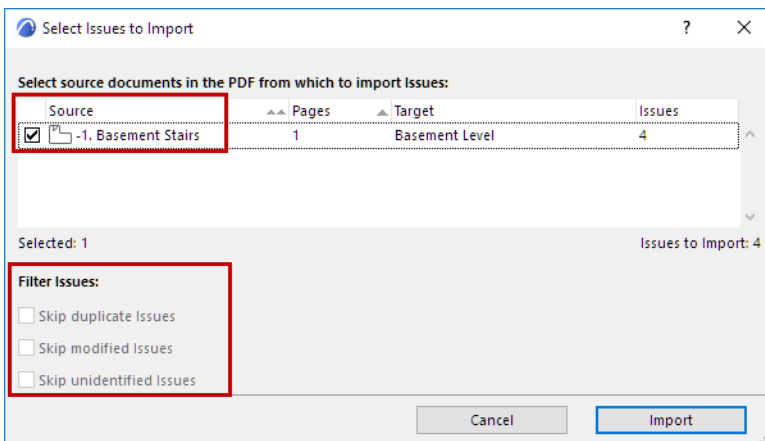 Select Issues to Import ?
Select source documents in the PDF from which to import Issues:
Source Pages Target Issues
-1. Basement Stairs 1 Basement Level 4
Selected: 1 Issues to Import: 4
Filter Issues:
Skip duplicate Issues
Skip modified Issues
Skip unidentified Issues
Cancel Import